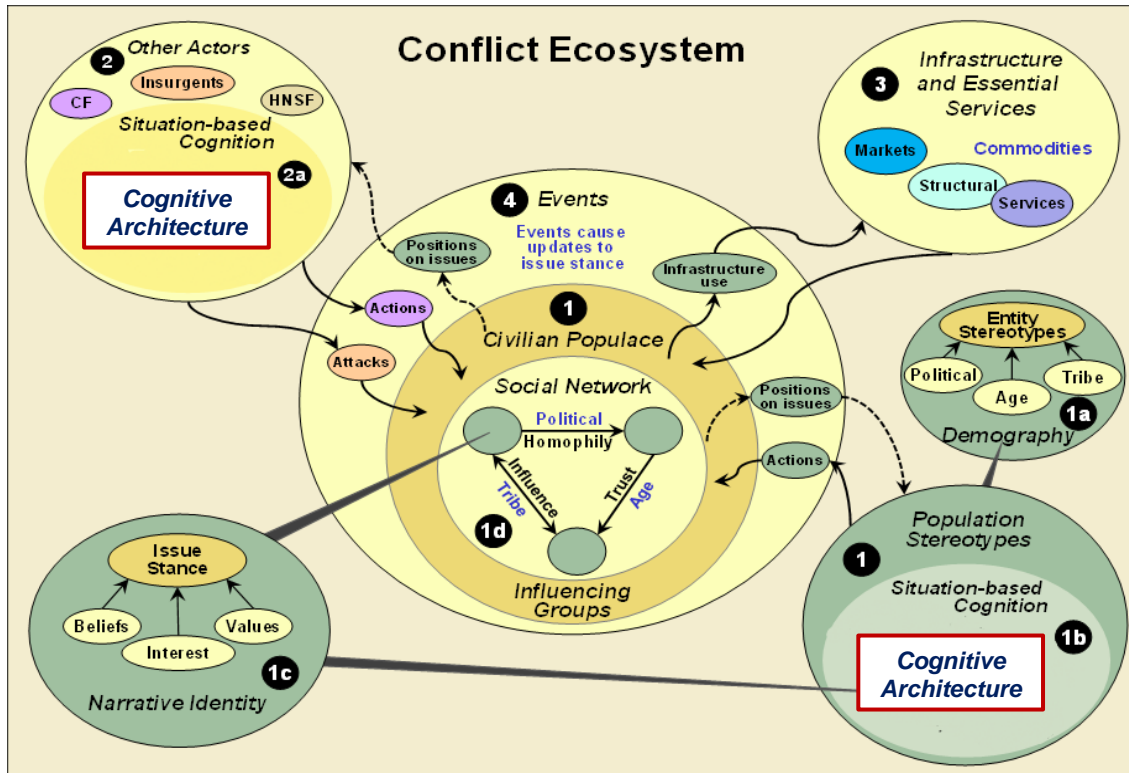 Conflict Ecosystem
2
Other Actors
Insurgents
CF
HNSF
Situation-based
Cognition
2a
Cognitive
Architecture
3
Infrastructure
and Essential
Services
Markets
Commodities
Structural
Services
4
Events
Events cause
updates to
issue stance
Positions
on issues
Infrastructure
use
Actions
Attacks
1
Civilian Populace
Social Network
Political
Homophily
Influence
Tribe
Trust
Age
1d
Influencing
Groups
Positions
on issues
Actions
Entity
Stereotypes
Political
Age
Tribe
1a
Demography
Population
Stereotypes
1
Situation-based
Cognition
1b
Cognitive
Architecture
Issue
Stance
Beliefs
Values
Interest
1c
Narrative Identity